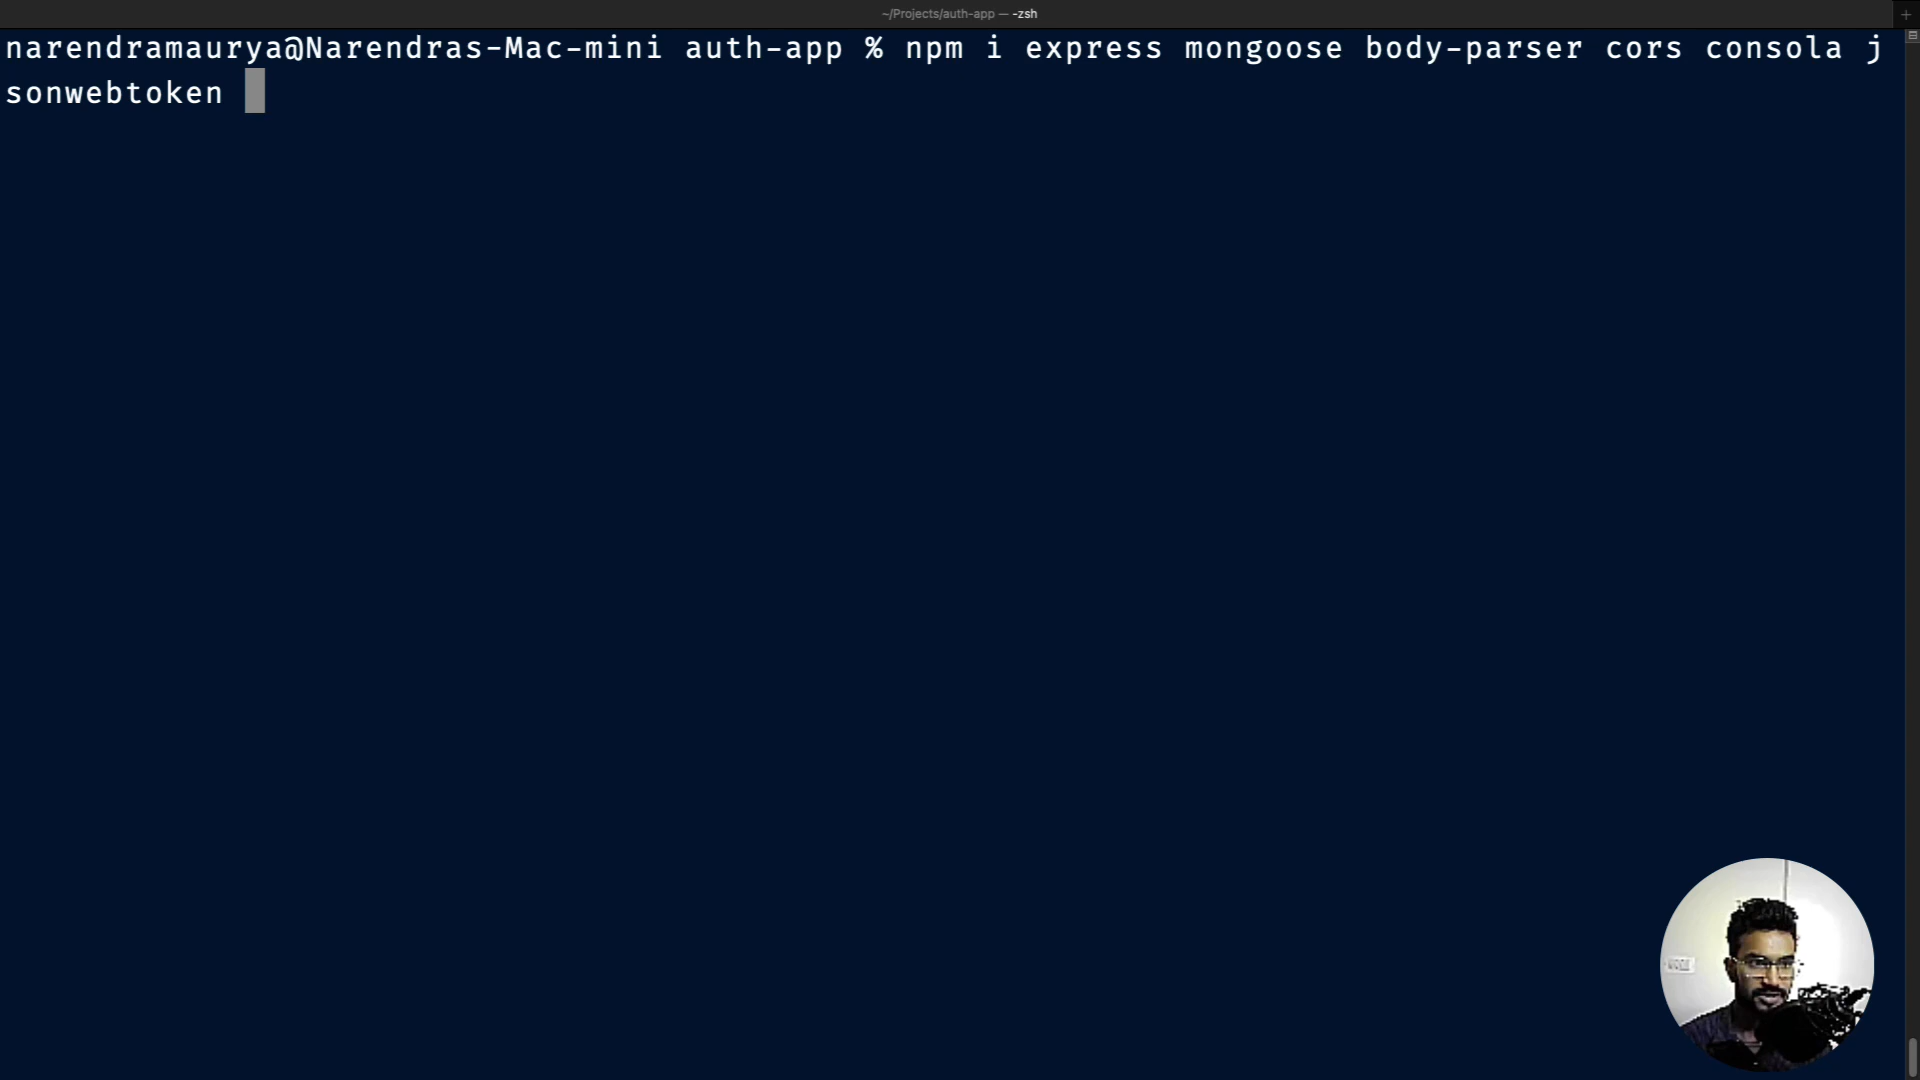 ~/Projects/auth-app — -zsh
narendramaurya@Narendras-Mac-mini auth-app % npm i express mongoose body-parser cors consola j
sonwebtoken